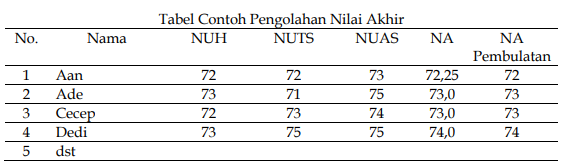 Tabel Contoh Pengolahan Nilai Akhir
No. Nama NUH NUTS NUAS NA NA Pembulatan
1 Aan 72 72 73 72,25 72
2 Ade 73 71 75 73,0 73
3 Cecep 72 73 74 73,0 73
4 Dedi 73 75 75 74,0 74
5 dst